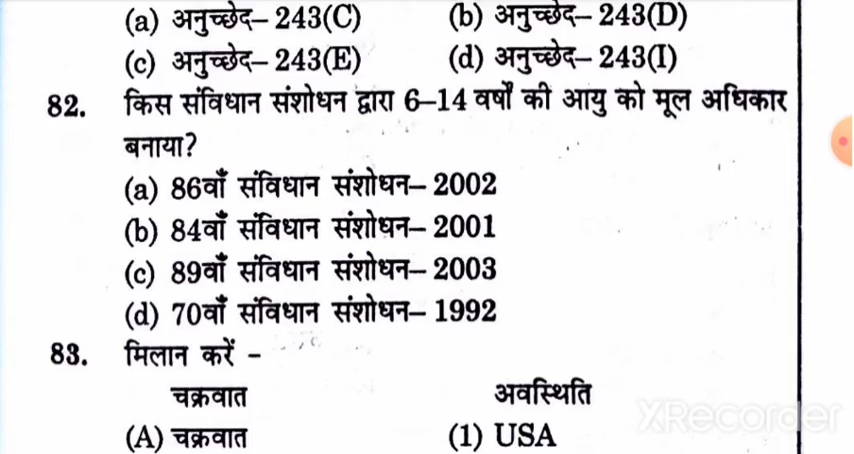 (a) अनुच्छेद– 243(C) (b) अनुच्छेद– 243(D)
(c) अनुच्छेद– 243(E) (d) अनुच्छेद– 243(I)
82. किस संविधान संशोधन द्वारा 6–14 वर्षों की आयु को मूल अधिकार
बनाया?
(a) 86वाँ संविधान संशोधन– 2002
(b) 84वाँ संविधान संशोधन– 2001
(c) 89वाँ संविधान संशोधन– 2003
(d) 70वाँ संविधान संशोधन– 1992
83. मिलान करें –
चक्रवात अवस्थिति
(A) चक्रवात (1) USA
XRecorder